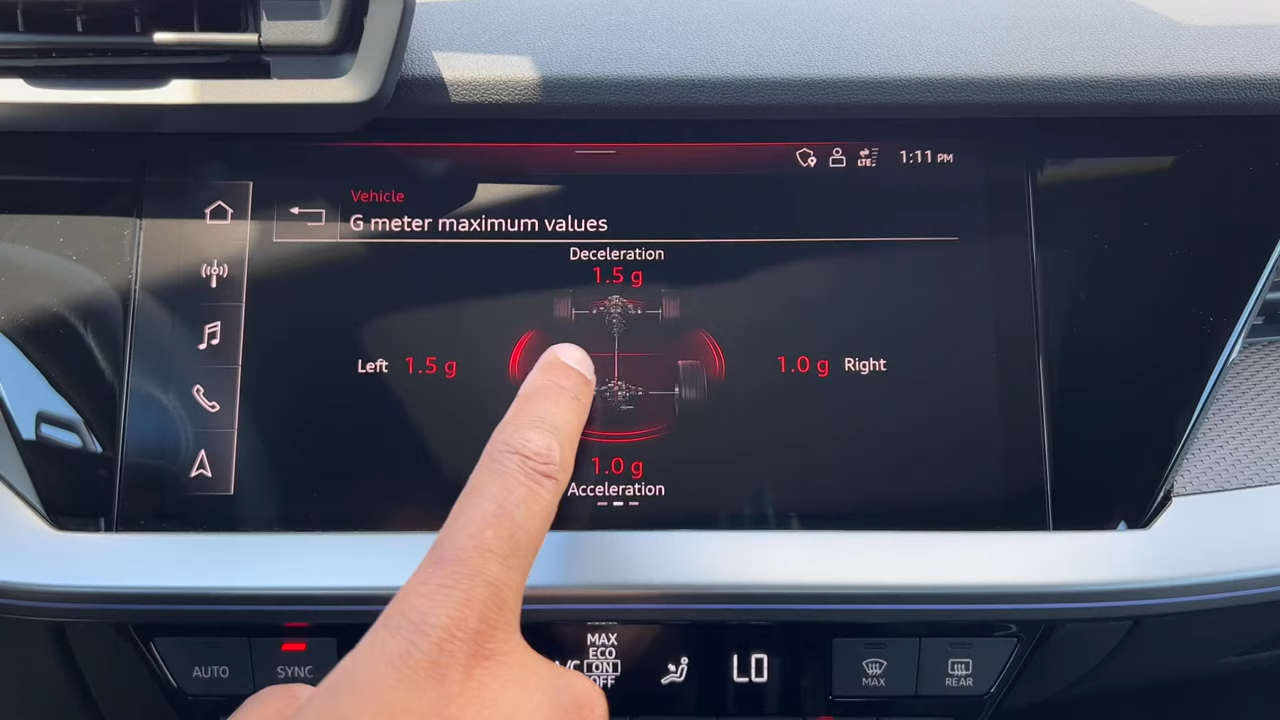 LTE
1:11 PM
Vehicle
G meter maximum values
Deceleration
1.5 g
Left 1.5 g
1.0 g Right
1.0 g
Acceleration
MAX
ECO
A/C ON
OFF
LO
AUTO
SYNC
MAX
REAR